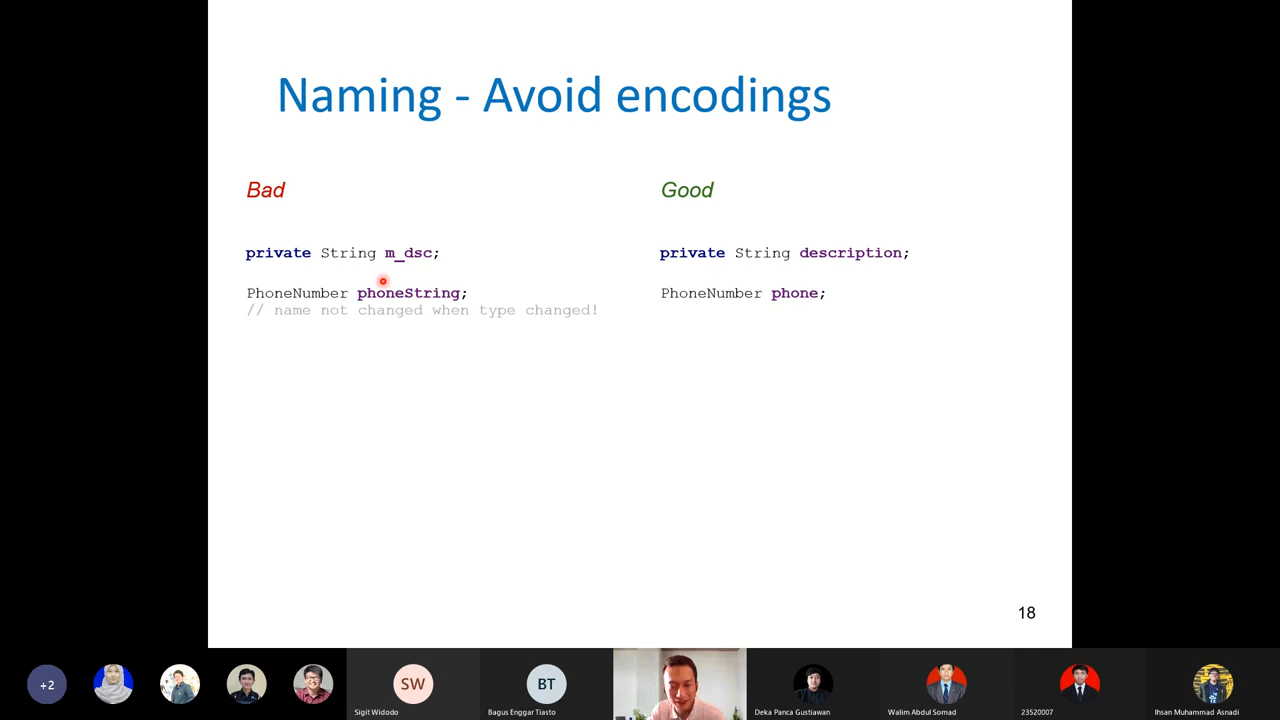 Naming - Avoid encodings
Bad
Good
private String m_dsc;
private String description;
PhoneNumber phoneString;
PhoneNumber phone;
// name not changed when type changed!
18
+2
SW
BT
Sigit Widodo
Bagus Enggar Tiasto
Deka Panca Gustiawan
Walim Abdul Somad
23520007
Ihsan Muhammad Asnadi